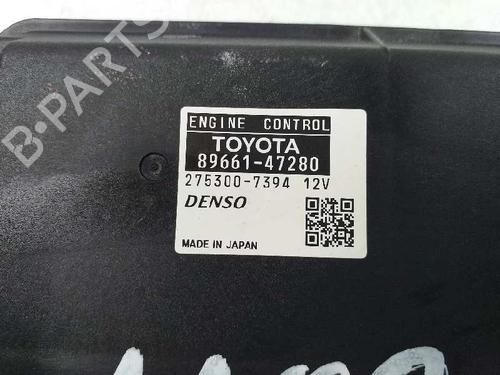 ENGINE CONTROL
TOYOTA
89661-47280
275300-7394 12V
DENSO
MADE IN JAPAN
B-PARTS